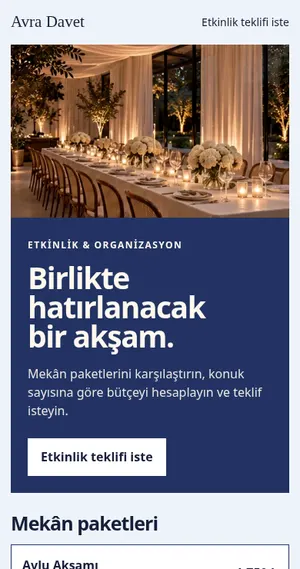 Avra Davet
Etkinlik teklifi iste
ETKİNLİK & ORGANİZASYON
Birlikte
hatırlanacak
bir akşam.
Mekân paketlerini karşılaştırın, konuk
sayısına göre bütçeyi hesaplayın ve teklif
isteyin.
Etkinlik teklifi iste
Mekân paketleri
Avlu Akşamı